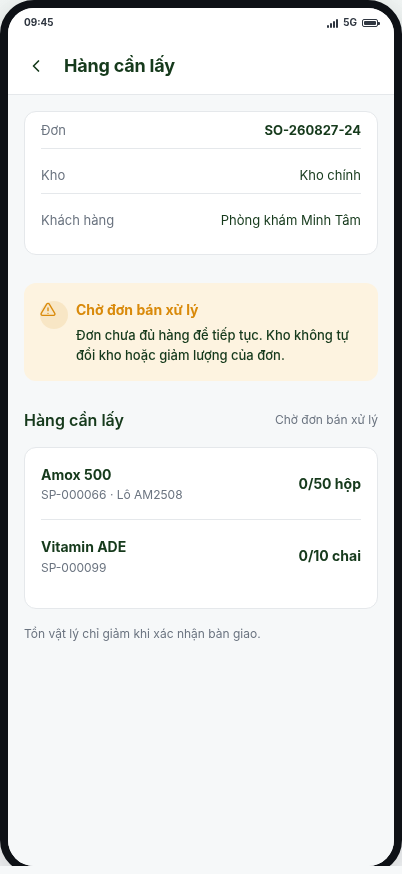 09:45
5G
Hàng cần lấy
Đơn SO-260827-24
Kho Kho chính
Khách hàng Phòng khám Minh Tâm
Chờ đơn bán xử lý
Đơn chưa đủ hàng để tiếp tục. Kho không tự
đổi kho hoặc giảm lượng của đơn.
Hàng cần lấy Chờ đơn bán xử lý
Amox 500
SP-000066 · Lô AM2508
0/50 hộp
Vitamin ADE
SP-000099
0/10 chai
Tồn vật lý chỉ giảm khi xác nhận bàn giao.